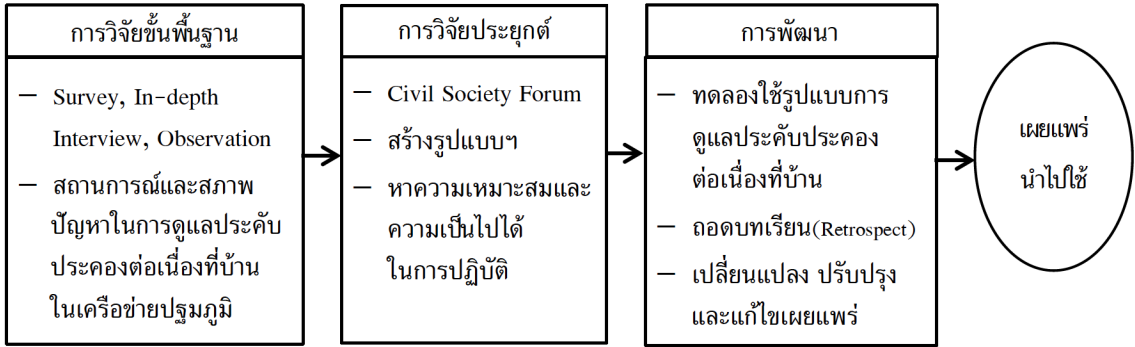 การวิจัยขั้นพื้นฐาน
– Survey, In-depth
Interview, Observation
– สถานการณ์และสภาพ
ปัญหาในการดูแลประคับ
ประคองต่อเนื่องที่บ้าน
ในเครือข่ายปฐมภูมิ
การวิจัยประยุกต์
– Civil Society Forum
– สร้างรูปแบบฯ
– หาความเหมาะสมและ
ความเป็นไปได้
ในการปฏิบัติ
การพัฒนา
– ทดลองใช้รูปแบบการ
ดูแลประคับประคอง
ต่อเนื่องที่บ้าน
– ถอดบทเรียน(Retrospect)
– เปลี่ยนแปลง ปรับปรุง
และแก้ไขเผยแพร่
เผยแพร่
นำไปใช้